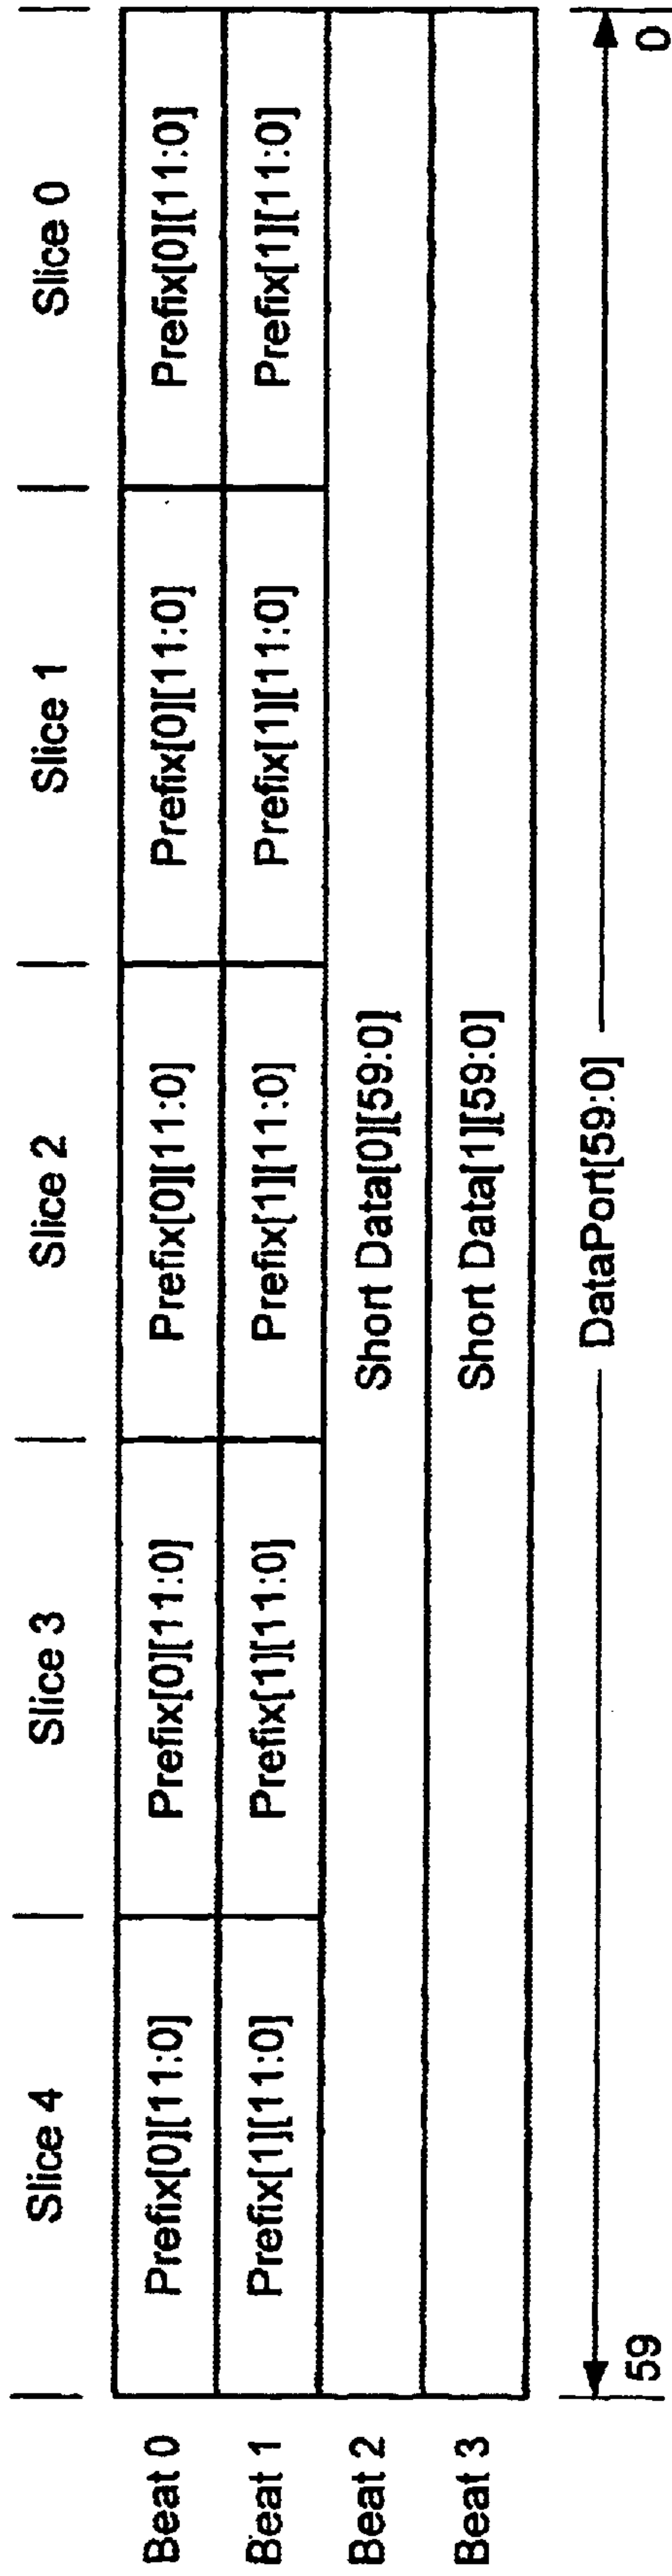 Slice 4 Slice 3 Slice 2 Slice 1 Slice 0
Beat 0 Prefix[0][11:0] Prefix[0][11:0] Prefix[0][11:0] Prefix[0][11:0] Prefix[0][11:0]
Beat 1 Prefix[1][11:0] Prefix[1][11:0] Prefix[1][11:0] Prefix[1][11:0] Prefix[1][11:0]
Beat 2 Short Data[0][59:0]
Beat 3 Short Data[1][59:0]
DataPort[59:0]
59 0